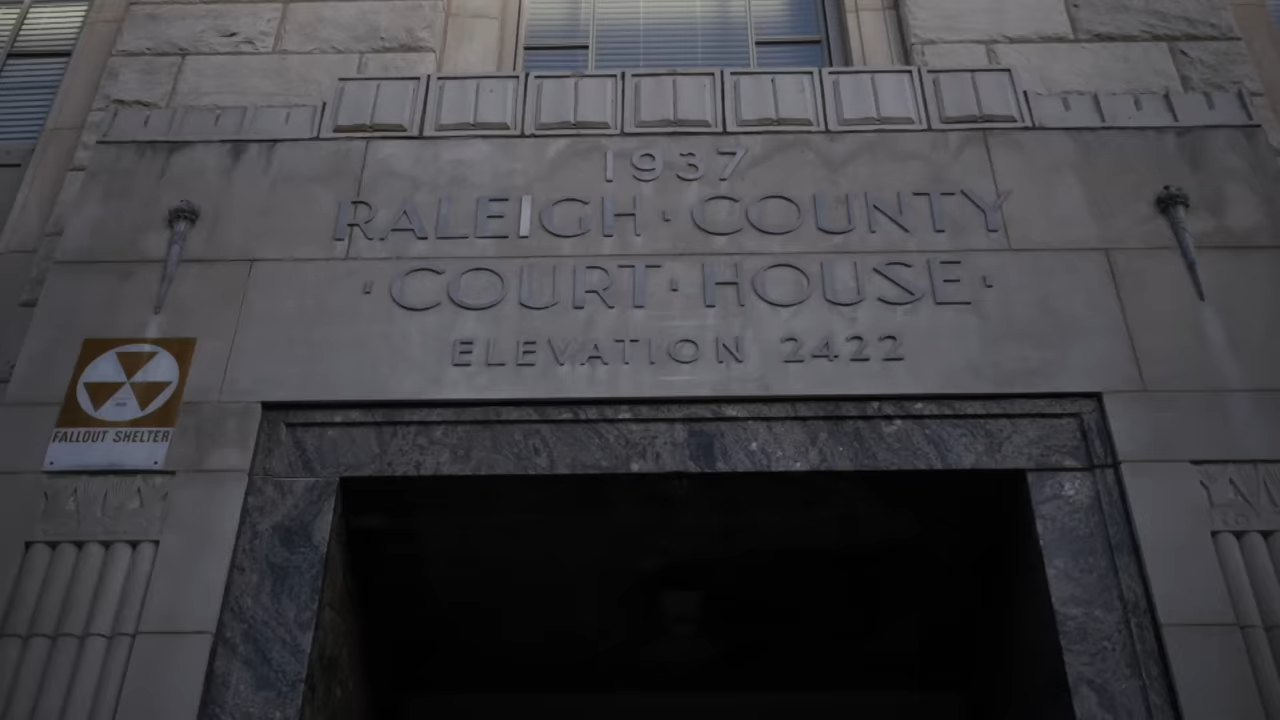 1937
RALEIGH · COUNTY
· COURT · HOUSE ·
ELEVATION 2422
FALLOUT SHELTER